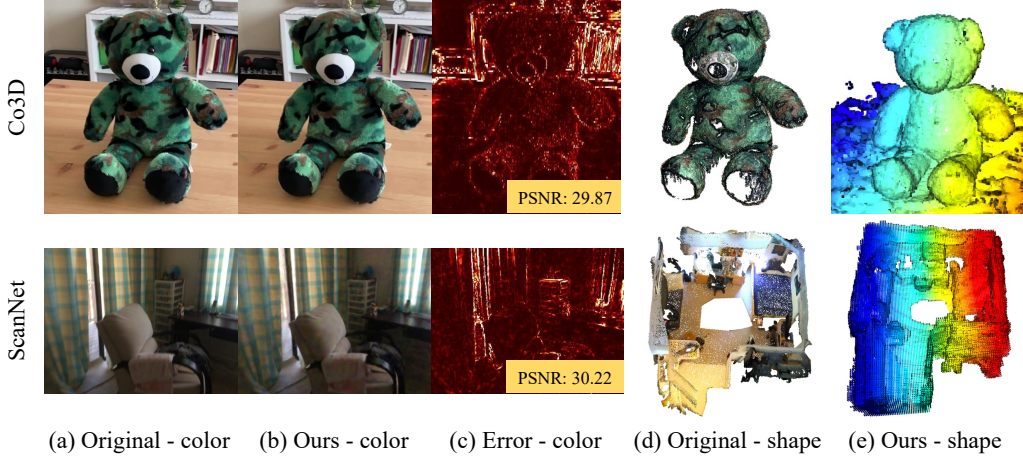 Co3D
PSNR: 29.87
ScanNet
PSNR: 30.22
(a) Original - color
(b) Ours - color
(c) Error - color
(d) Original - shape
(e) Ours - shape